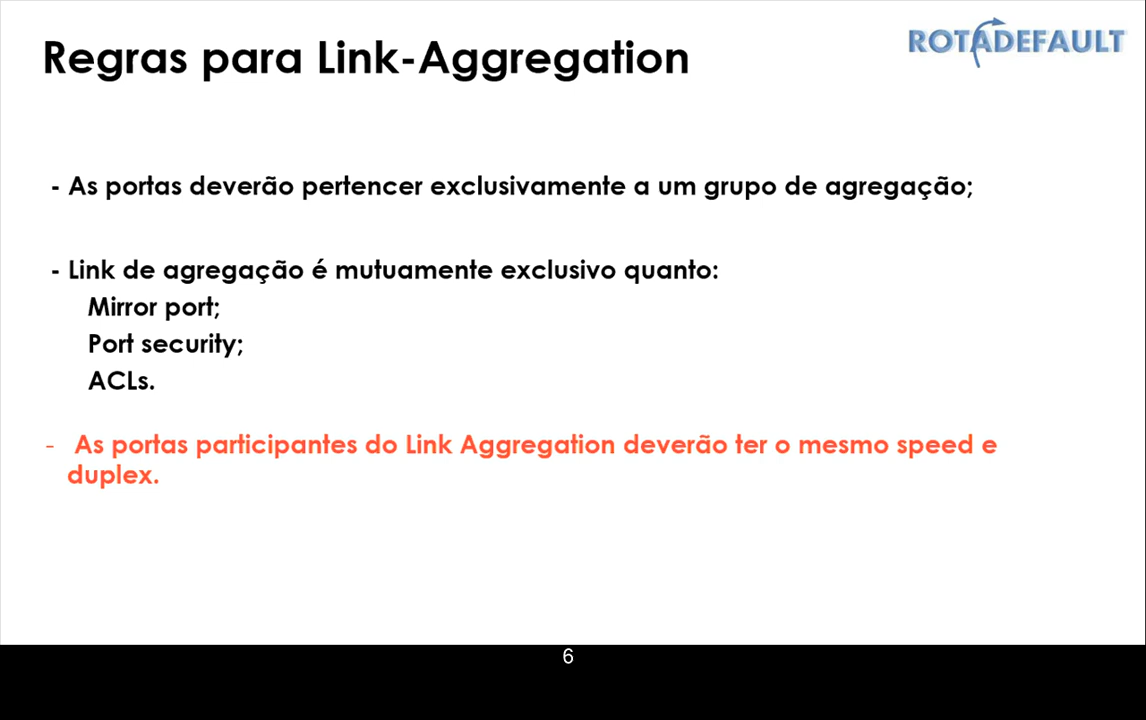 Regras para Link-Aggregation
ROTADEFAULT
- As portas deverão pertencer exclusivamente a um grupo de agregação;
- Link de agregação é mutuamente exclusivo quanto:
Mirror port;
Port security;
ACLs.
- As portas participantes do Link Aggregation deverão ter o mesmo speed e
duplex.
6